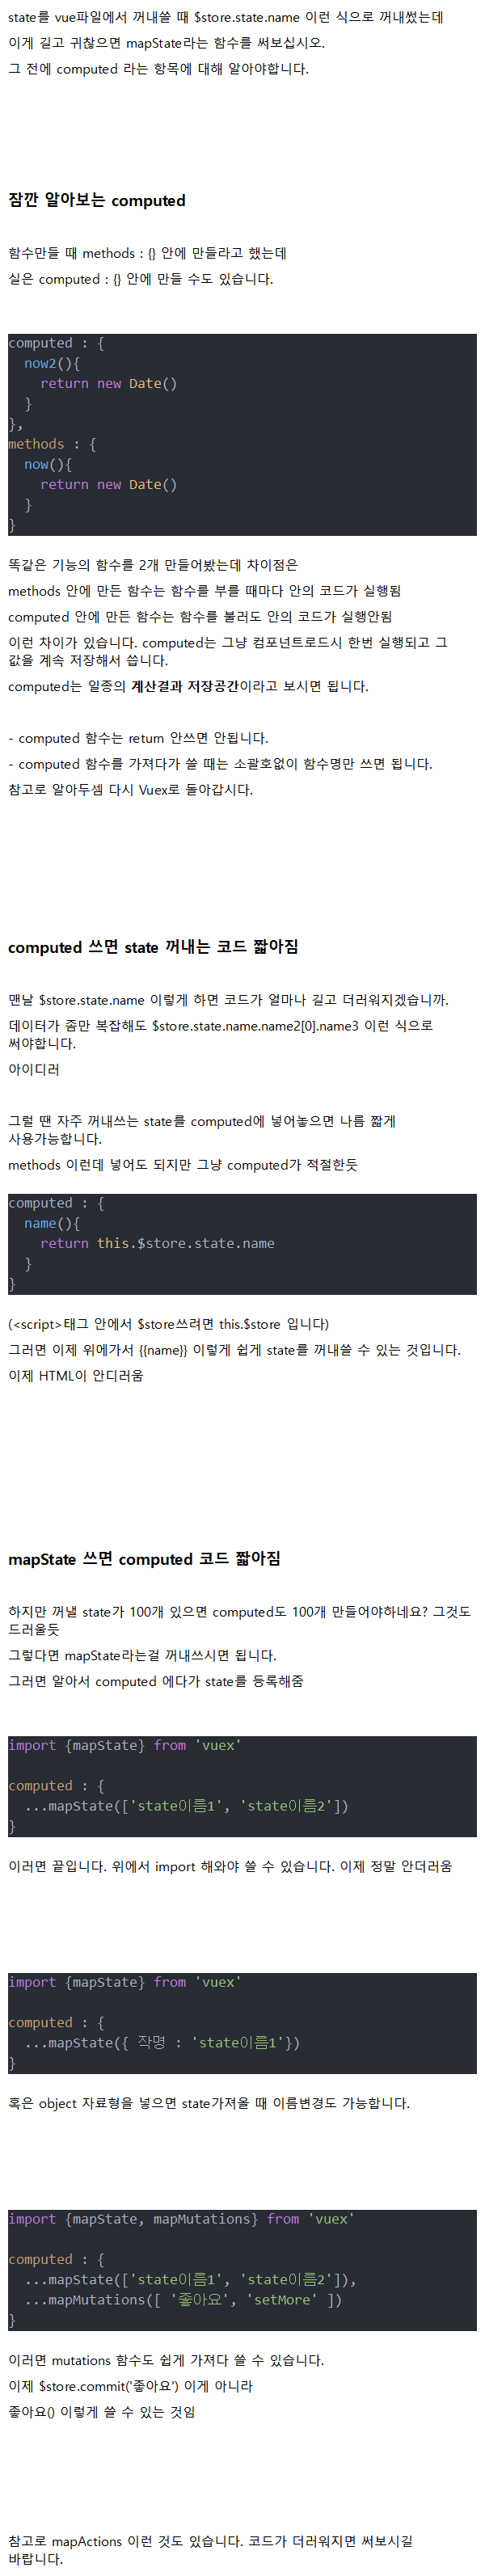 state를 vue파일에서 꺼내쓸 때 $store.state.name 이런 식으로 꺼내썼는데
이게 길고 귀찮으면 mapState라는 함수를 써보십시오.
그 전에 computed 라는 항목에 대해 알아야합니다.
잠깐 알아보는 computed
함수만들 때 methods : {} 안에 만들라고 했는데
실은 computed : {} 안에 만들 수도 있습니다.
computed : {
  now2(){
    return new Date()
  }
},
methods : {
  now(){
    return new Date()
  }
}
똑같은 기능의 함수를 2개 만들어봤는데 차이점은
methods 안에 만든 함수는 함수를 부를 때마다 안의 코드가 실행됨
computed 안에 만든 함수는 함수를 불러도 안의 코드가 실행안됨
이런 차이가 있습니다. computed는 그냥 컴포넌트로드시 한번 실행되고 그
값을 계속 저장해서 씁니다.
computed는 일종의 계산결과 저장공간이라고 보시면 됩니다.
- computed 함수는 return 안쓰면 안됩니다.
- computed 함수를 가져다가 쓸 때는 소괄호없이 함수명만 쓰면 됩니다.
참고로 알아두셈 다시 Vuex로 돌아갑시다.
computed 쓰면 state 꺼내는 코드 짧아짐
맨날 $store.state.name 이렇게 하면 코드가 얼마나 길고 더러워지겠습니까.
데이터가 좀만 복잡해도 $store.state.name.name2[0].name3 이런 식으로
써야합니다.
아이디러
그럴 땐 자주 꺼내쓰는 state를 computed에 넣어놓으면 나름 짧게
사용가능합니다.
methods 이런데 넣어도 되지만 그냥 computed가 적절한듯
computed : {
  name(){
    return this.$store.state.name
  }
}
(<script>태그 안에서 $store쓰려면 this.$store 입니다)
그러면 이제 위에가서 {{name}} 이렇게 쉽게 state를 꺼내쓸 수 있는 것입니다.
이제 HTML이 안디러움
mapState 쓰면 computed 코드 짧아짐
하지만 꺼낼 state가 100개 있으면 computed도 100개 만들어야하네요? 그것도
드러울듯
그렇다면 mapState라는걸 꺼내쓰시면 됩니다.
그러면 알아서 computed 에다가 state를 등록해줌
import {mapState} from 'vuex'
computed : {
  ...mapState(['state이름1', 'state이름2'])
}
이러면 끝입니다. 위에서 import 해와야 쓸 수 있습니다. 이제 정말 안더러움
import {mapState} from 'vuex'
computed : {
  ...mapState({ 작명 : 'state이름1'})
}
혹은 object 자료형을 넣으면 state가져올 때 이름변경도 가능합니다.
import {mapState, mapMutations} from 'vuex'
computed : {
  ...mapState(['state이름1', 'state이름2']),
  ...mapMutations([ '좋아요', 'setMore' ])
}
이러면 mutations 함수도 쉽게 가져다 쓸 수 있습니다.
이제 $store.commit('좋아요') 이게 아니라
좋아요() 이렇게 쓸 수 있는 것임
참고로 mapActions 이런 것도 있습니다. 코드가 더러워지면 써보시길
바랍니다.